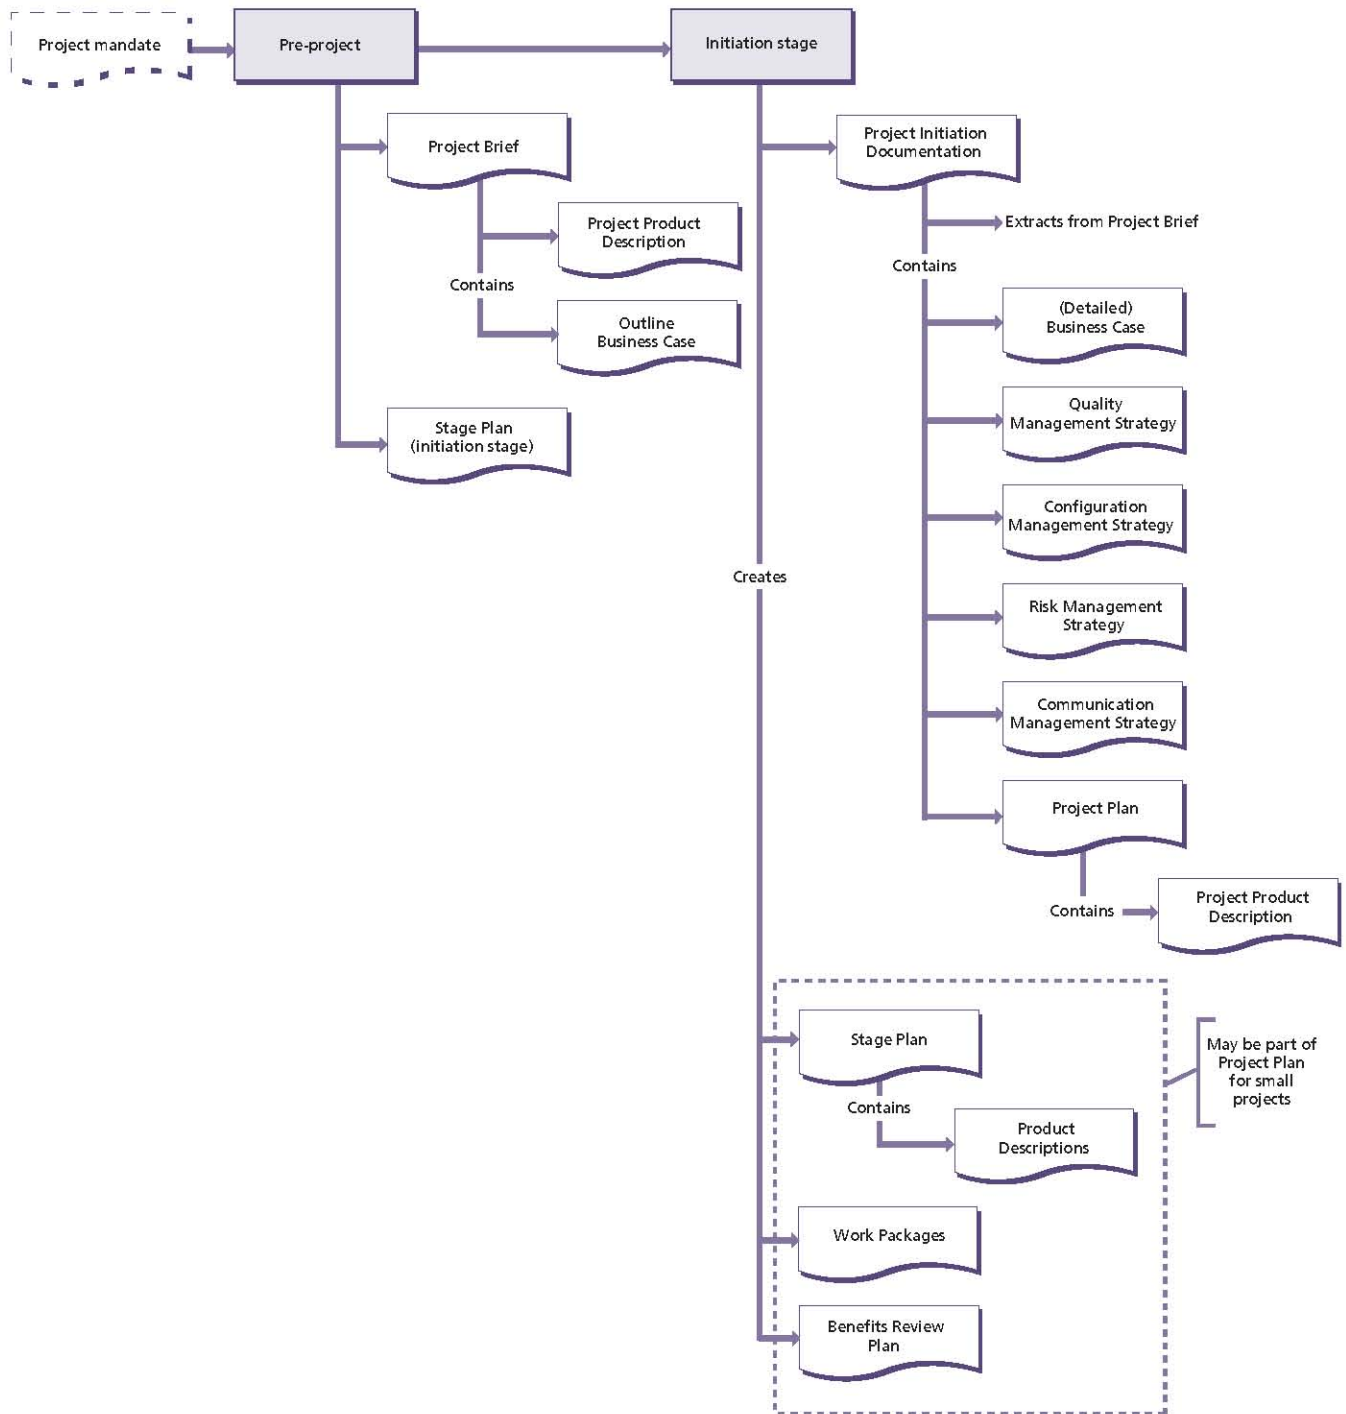 Project mandate
Pre-project
Initiation stage
Project Brief
Project Product
Description
Contains
Outline
Business Case
Stage Plan
(initiation stage)
Creates
Project Initiation
Documentation
Extracts from Project Brief
Contains
(Detailed)
Business Case
Quality
Management Strategy
Configuration
Management Strategy
Risk Management
Strategy
Communication
Management Strategy
Project Plan
Contains
Project Product
Description
Stage Plan
Contains
Product
Descriptions
Work Packages
Benefits Review
Plan
May be part of
Project Plan
for small
projects